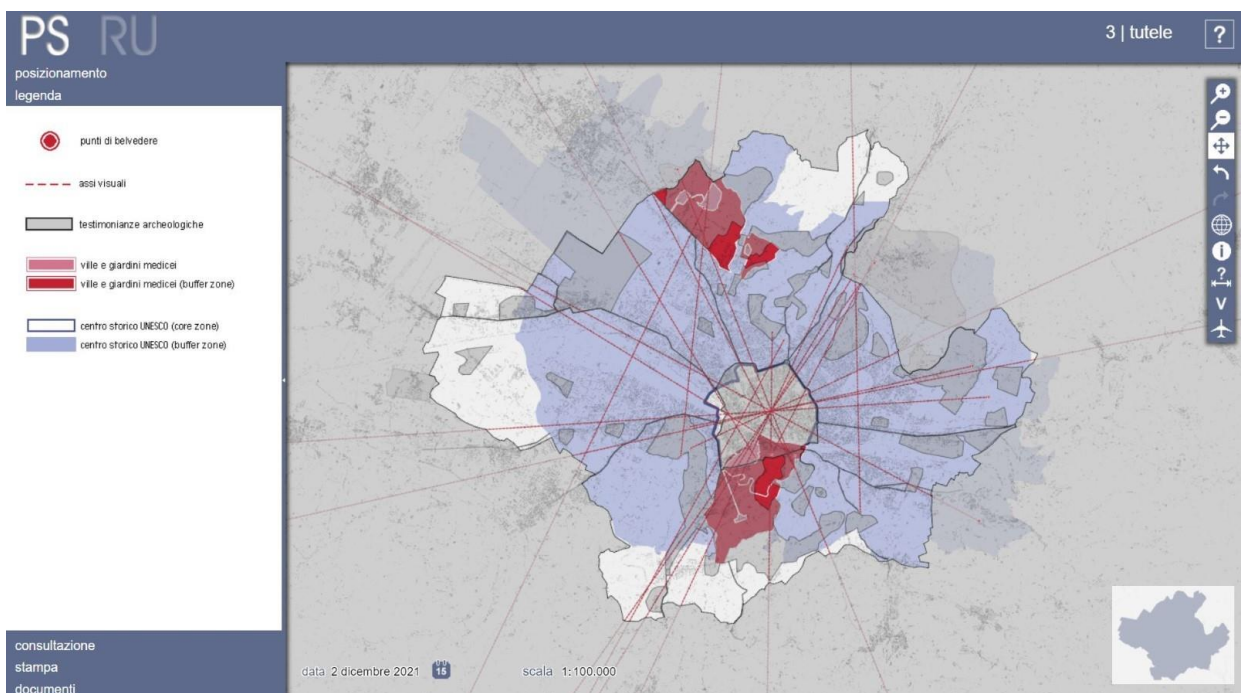 PS RU
3 | tutele
?
posizionamento
legenda
punti di belvedere
assi visuali
testimonianze archeologiche
ville e giardini medicei
ville e giardini medicei (buffer zone)
centro storico UNESCO (core zone)
centro storico UNESCO (buffer zone)
?
V
consultazione
stampa
documenti
data 2 dicembre 2021 15
scala 1:100.000